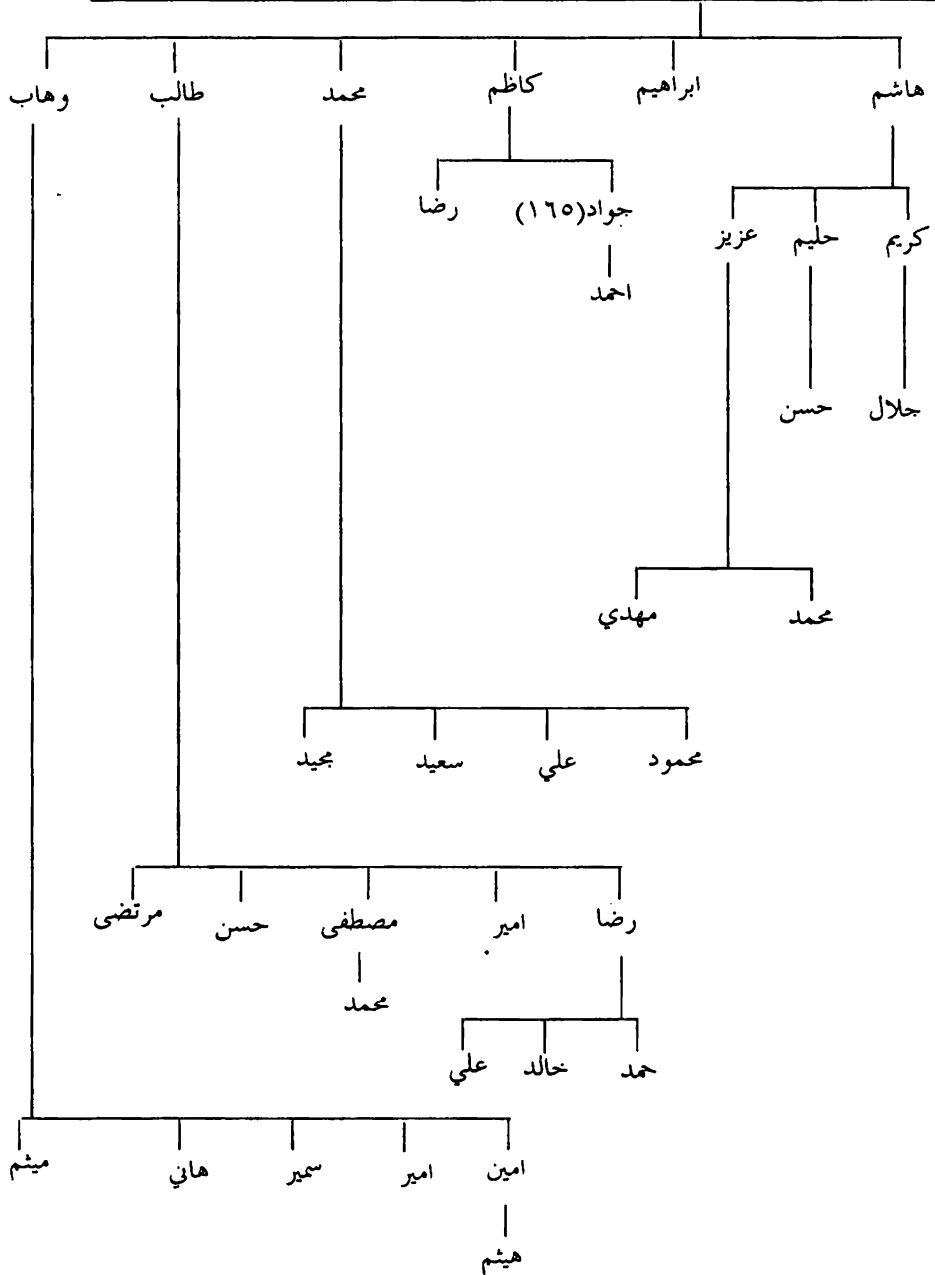 هاشم ابراهيم كاظم محمد طالب وهاب
جواد(١٦٥) رضا
كريم حليم عزيز
احمد
جلال حسن
محمد مهدي
محمود علي سعيد مجيد
رضا امير مصطفى حسن مرتضى
محمد
حمد خالد علي
امين امير سمير هاني ميثم
هيثم